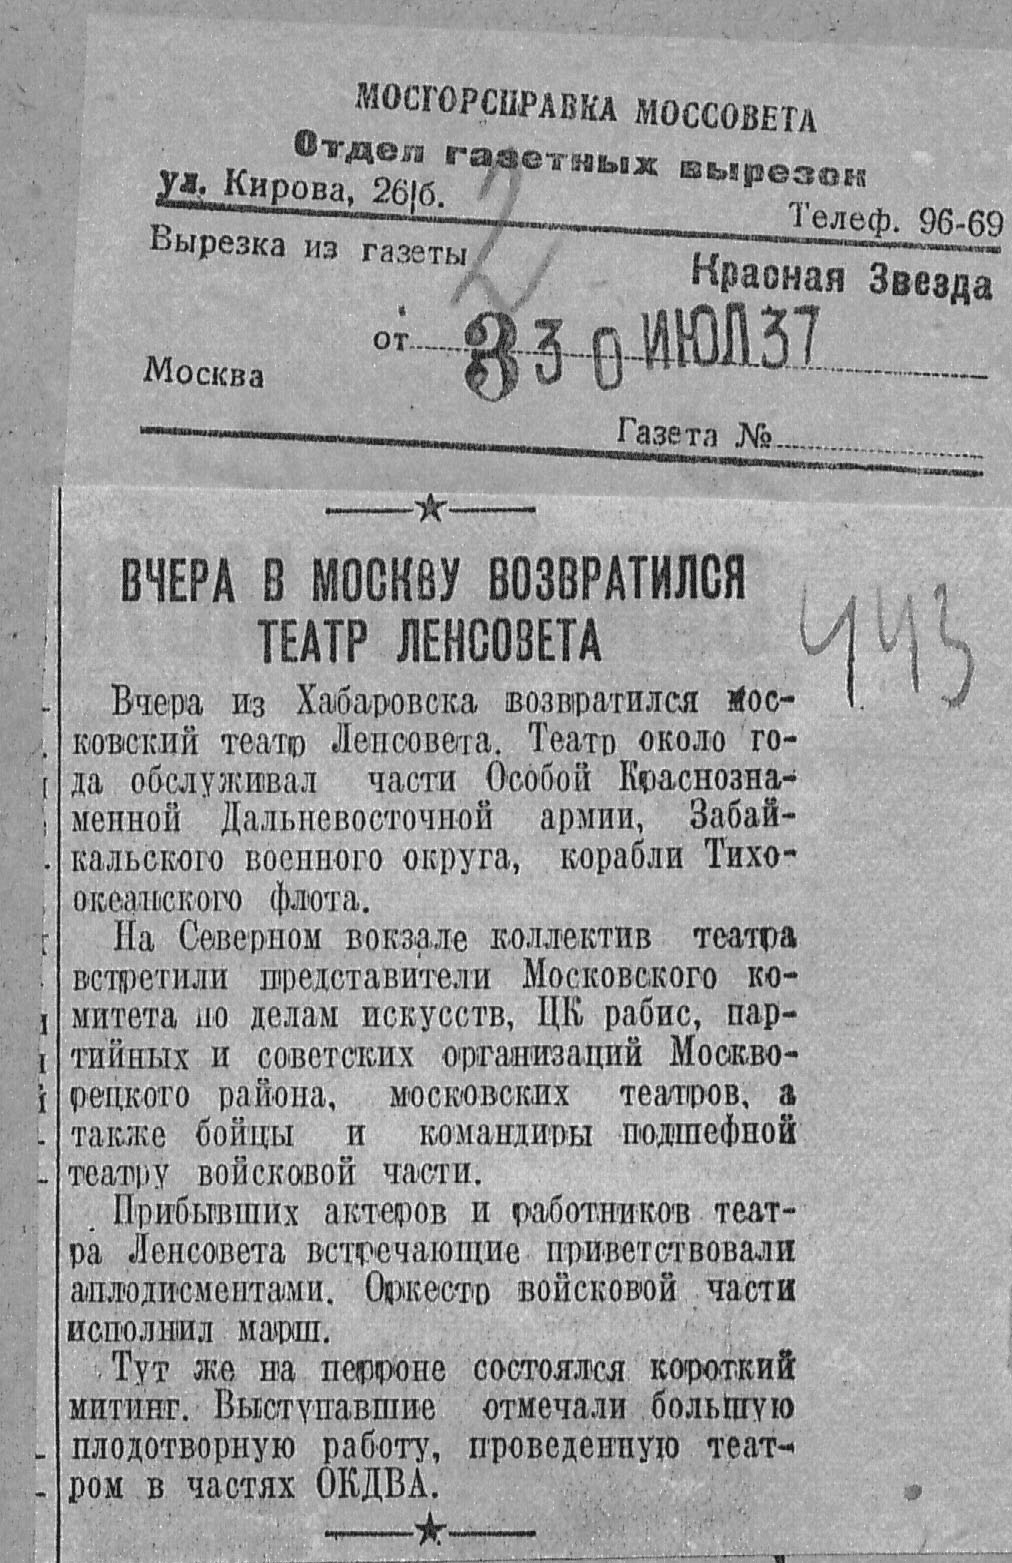 МОСГОРСПРАВКА МОССОВЕТА
Отдел газетных вырезок
ул. Кирова, 26/б.
Телеф. 96-69
Вырезка из газеты
2
Красная Звезда
от 3 30 ИЮЛ 37
Москва
Газета №
ВЧЕРА В МОСКВУ ВОЗВРАТИЛСЯ
ТЕАТР ЛЕНСОВЕТА
443
Вчера из Хабаровска возвратился мос-
ковский театр Ленсовета. Театр около го-
да обслуживал части Особой Краснозна-
менной Дальневосточной армии, Забай-
кальского военного округа, корабли Тихо-
океанского флота.
На Северном вокзале коллектив театра
встретили представители Московского ко-
митета по делам искусств, ЦК рабис, пар-
тийных и советских организаций Москво-
рецкого района, московских театров, а
также бойцы и командиры подшефной
театру войсковой части.
Прибывших актеров и работников теат-
ра Ленсовета встречающие приветствовали
аплодисментами. Оркестр войсковой части
исполнил марш.
Тут же на перроне состоялся короткий
митинг. Выступавшие отмечали большую
плодотворную работу, проведенную теат-
ром в частях ОКДВА.